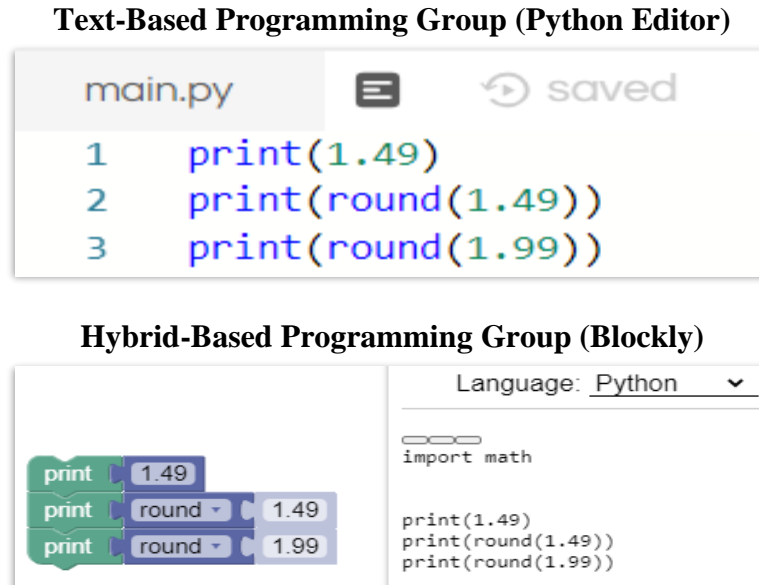 Text-Based Programming Group (Python Editor)
main.py saved
1 print(1.49)
2 print(round(1.49))
3 print(round(1.99))
Hybrid-Based Programming Group (Blockly)
Language: Python
print 1.49
print round 1.49
print round 1.99
import math
print(1.49)
print(round(1.49))
print(round(1.99))